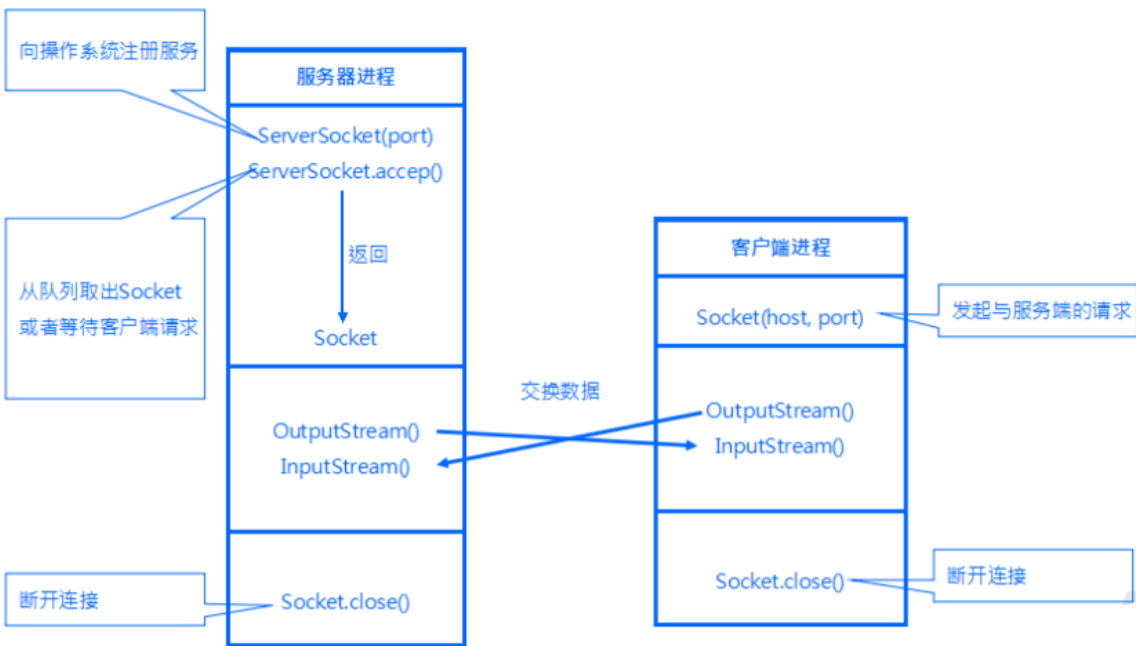 向操作系统注册服务
服务器进程
ServerSocket(port)
ServerSocket.accep()
返回
从队列取出Socket
或者等待客户端请求
Socket
客户端进程
Socket(host, port)
发起与服务端的请求
交换数据
OutputStream()
InputStream()
OutputStream()
InputStream()
断开连接
Socket.close()
Socket.close()
断开连接